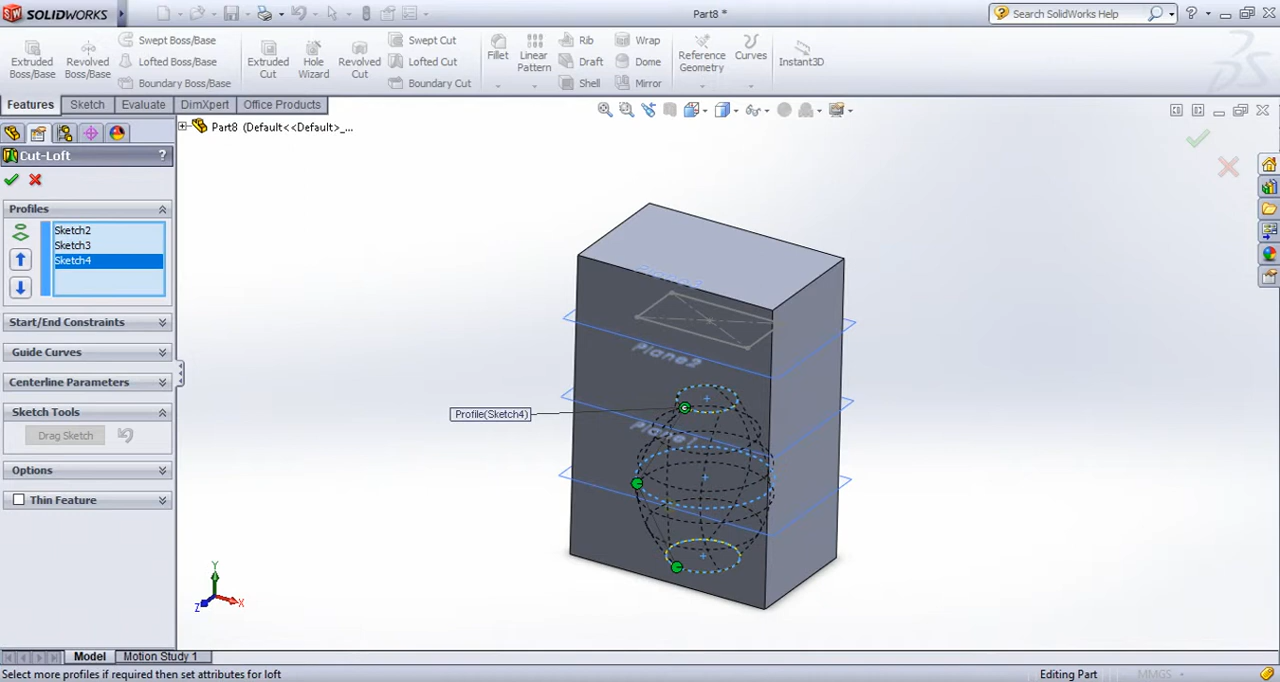 SOLIDWORKS
Part8 *
Search SolidWorks Help
Extruded Boss/Base
Revolved Boss/Base
Swept Boss/Base
Lofted Boss/Base
Boundary Boss/Base
Extruded Cut
Hole Wizard
Revolved Cut
Swept Cut
Lofted Cut
Boundary Cut
Fillet
Linear Pattern
Rib
Draft
Shell
Wrap
Dome
Mirror
Reference Geometry
Curves
Instant3D
Features
Sketch
Evaluate
DimXpert
Office Products
Part8 (Default<<Default>_...
Cut-Loft
?
Profiles
Sketch2
Sketch3
Sketch4
Start/End Constraints
Guide Curves
Centerline Parameters
Sketch Tools
Drag Sketch
Options
Thin Feature
Plane2
Profile(Sketch4)
Plane1
Y
Z
X
Model
Motion Study 1
Select more profiles if required then set attributes for loft
Editing Part
MMGS